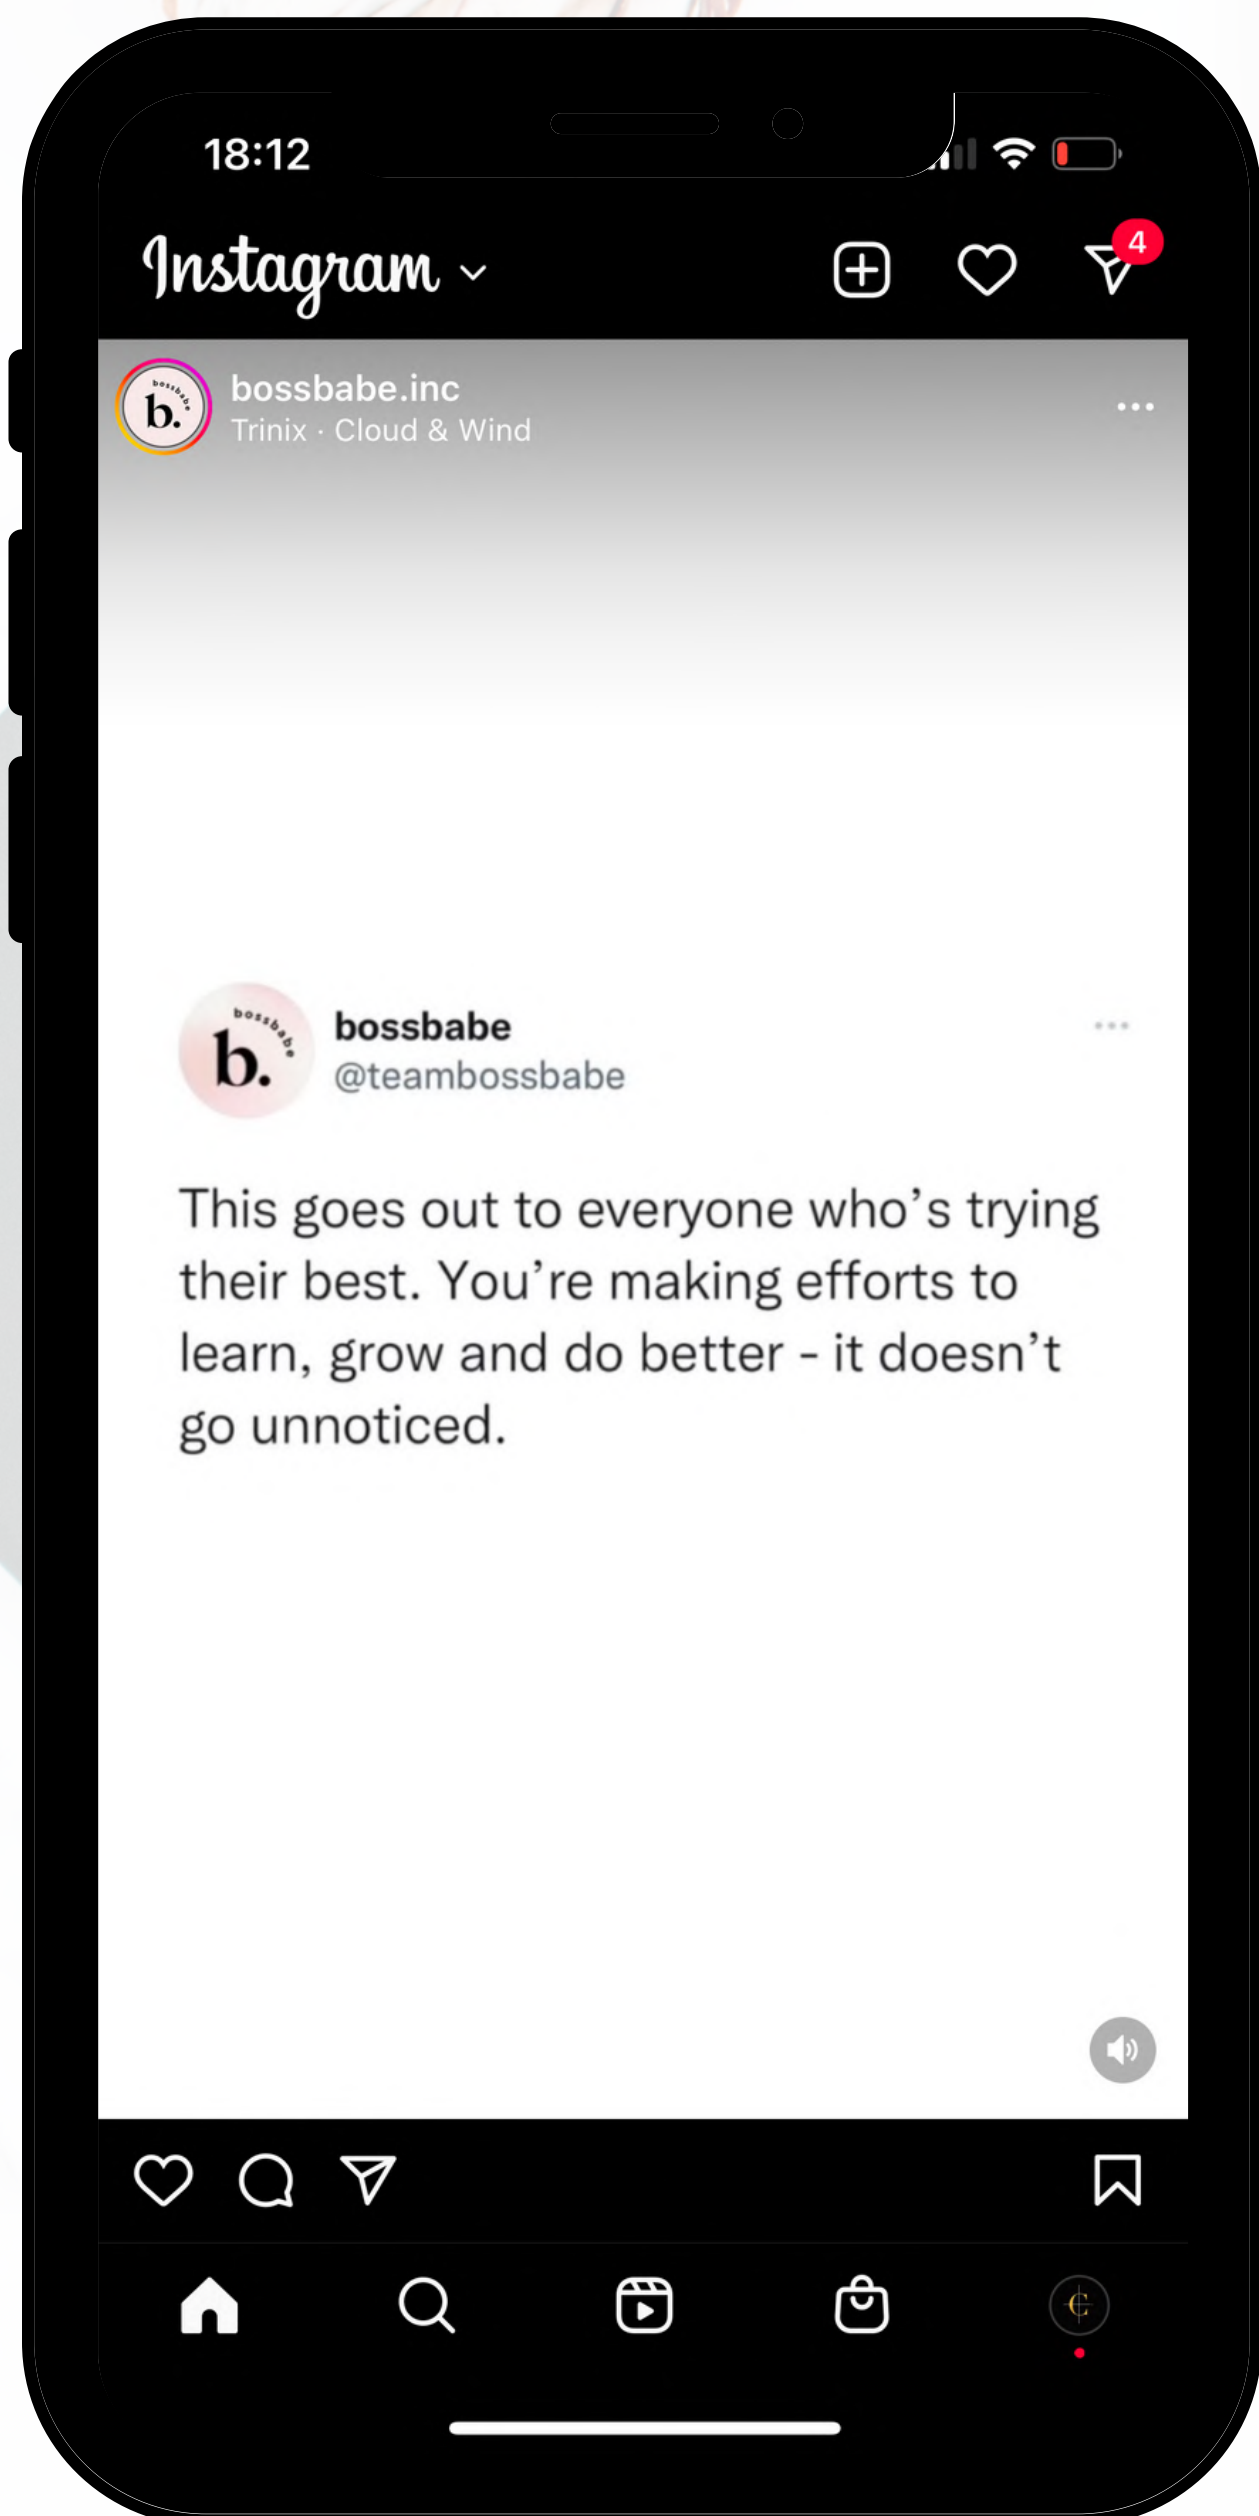 18:12
Instagram
4
bossbabe
b.
bossbabe.inc
Trinix · Cloud & Wind
bossbabe
b.
bossbabe
@teambossbabe
This goes out to everyone who’s trying
their best. You’re making efforts to
learn, grow and do better - it doesn’t
go unnoticed.
C